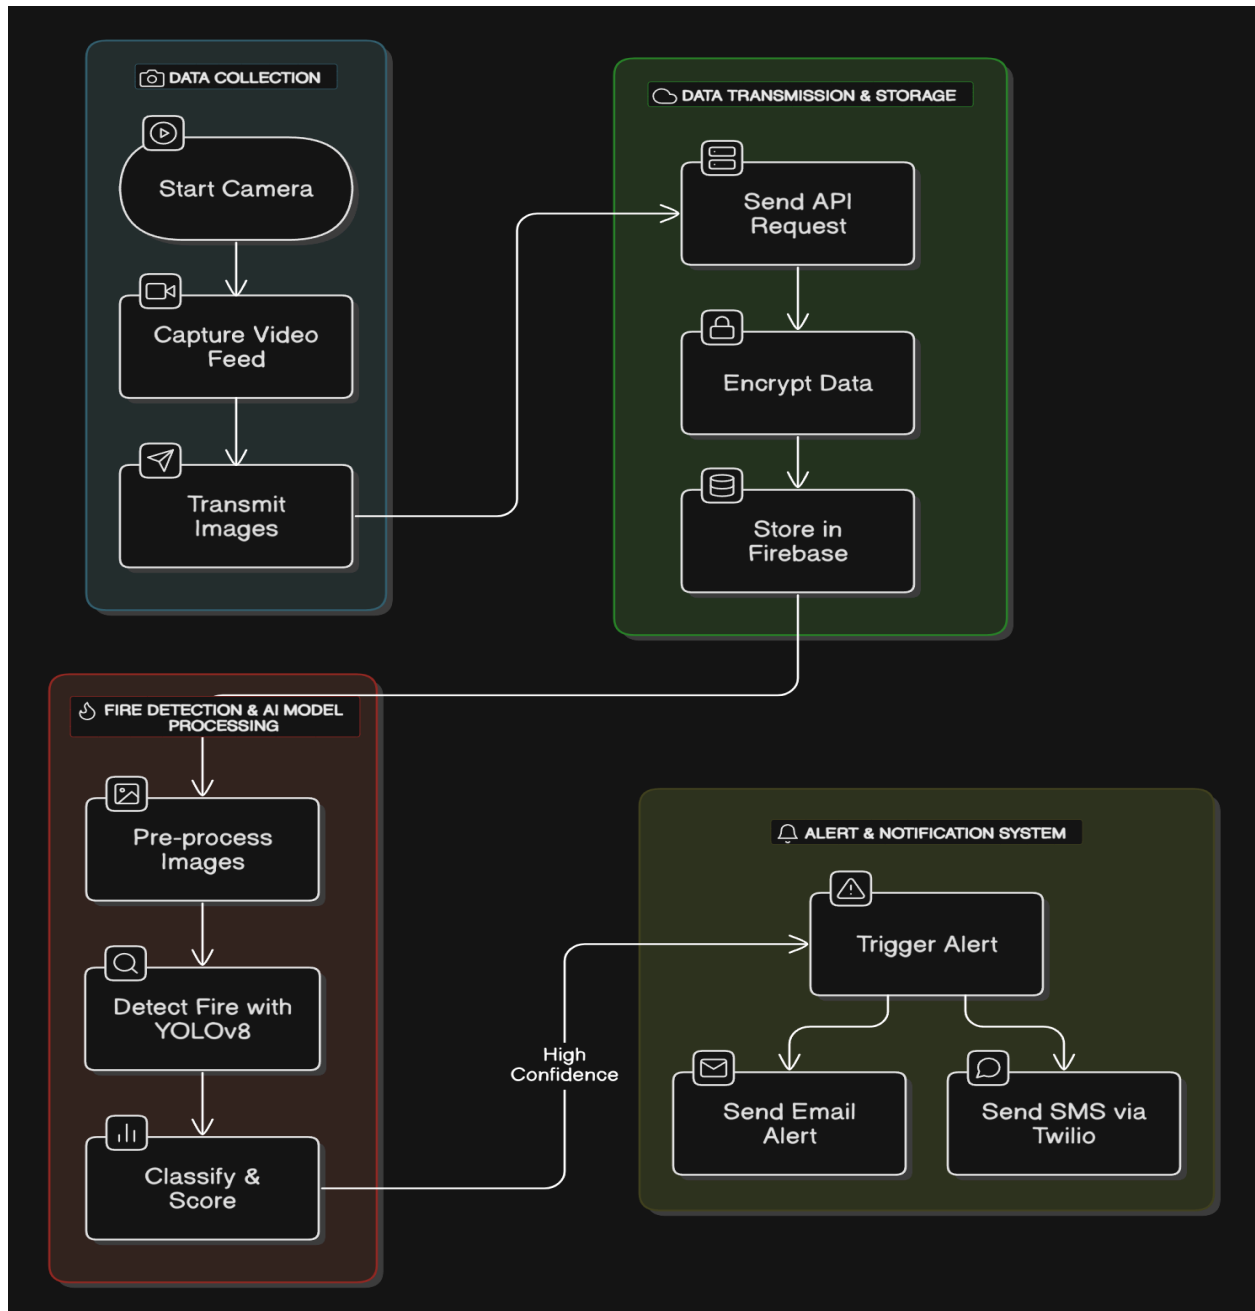 DATA COLLECTION
Start Camera
Capture Video
Feed
Transmit
Images
DATA TRANSMISSION & STORAGE
Send API
Request
Encrypt Data
Store in
Firebase
FIRE DETECTION & AI MODEL
PROCESSING
Pre-process
Images
Detect Fire with
YOLOv8
Classify &
Score
High
Confidence
ALERT & NOTIFICATION SYSTEM
Trigger Alert
Send Email
Alert
Send SMS via
Twilio